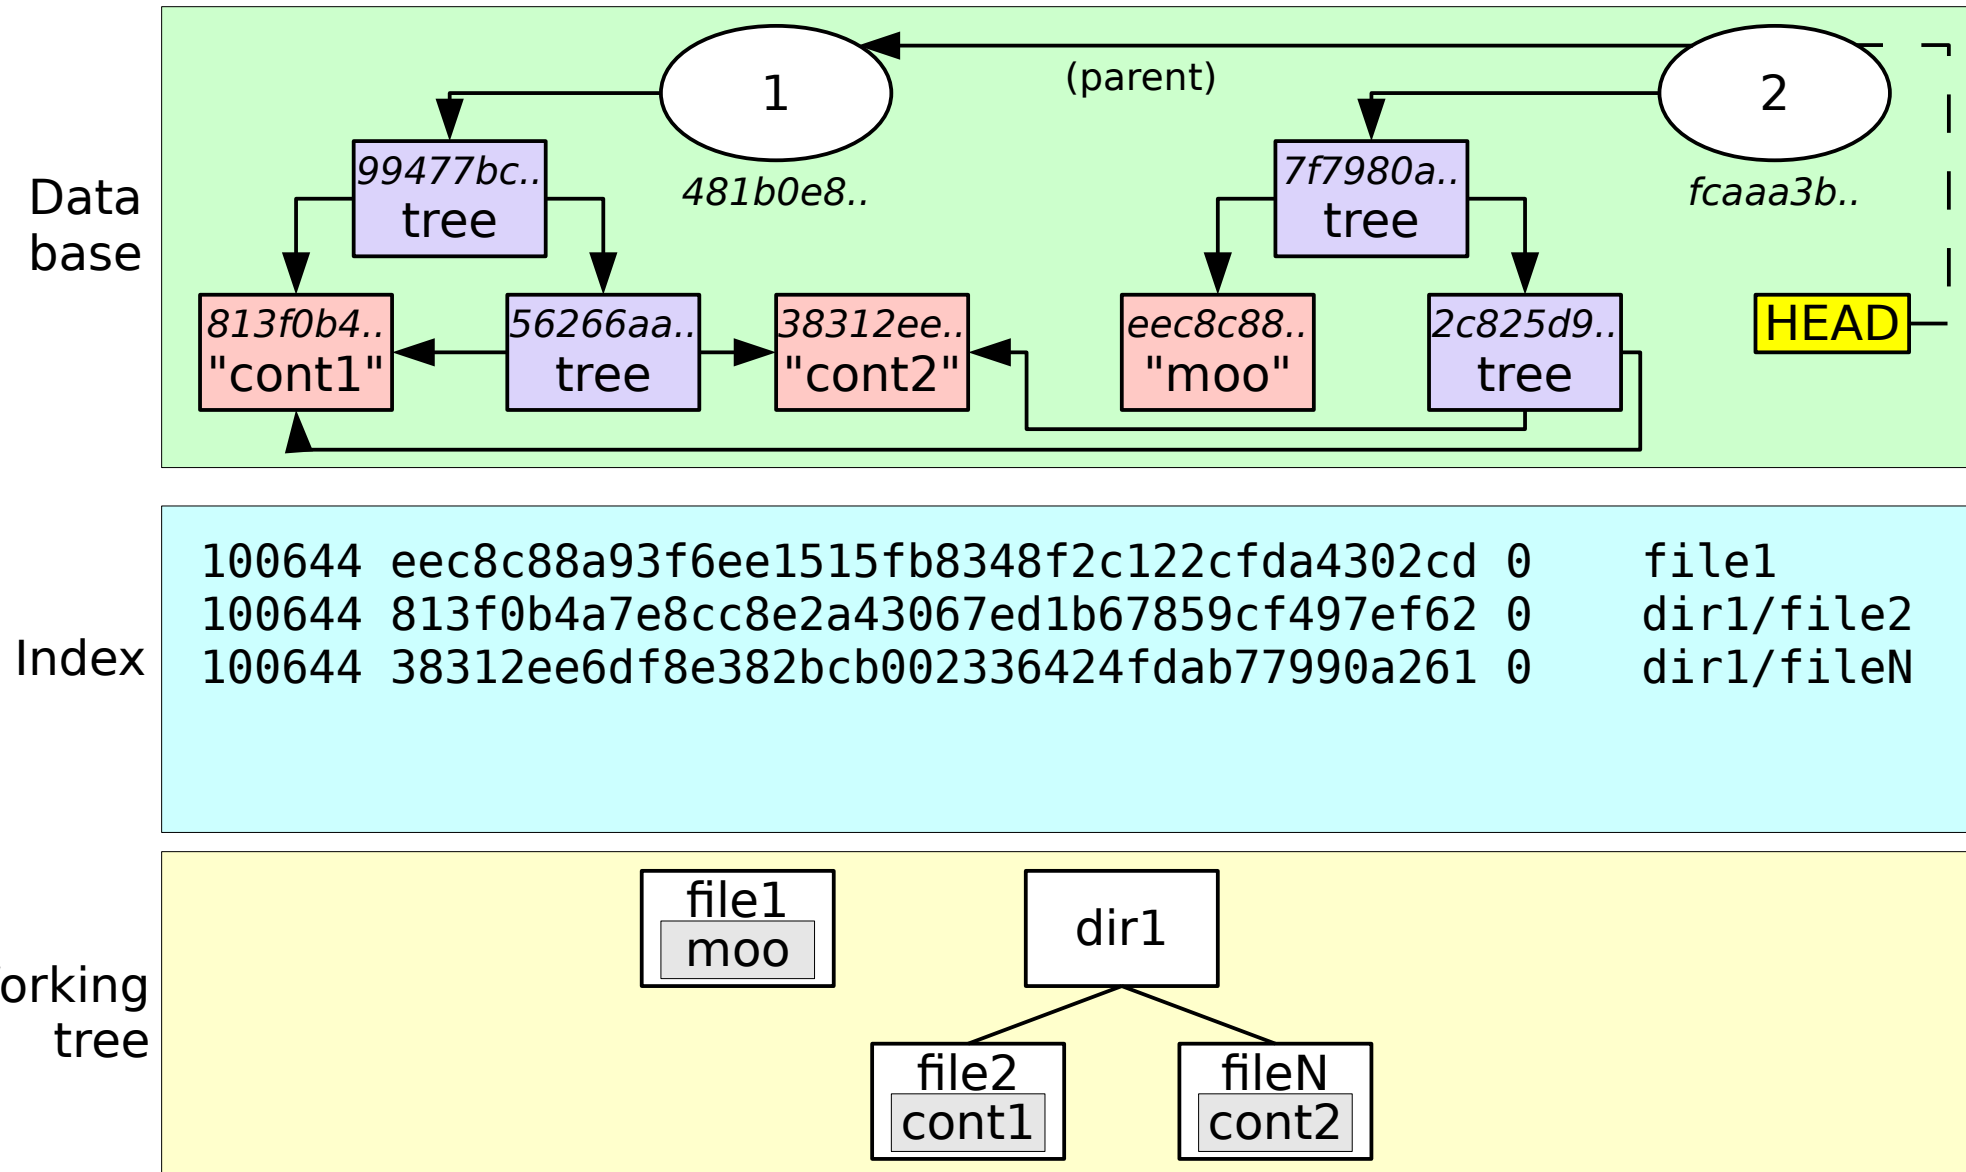 Data
base
1
(parent)
2
99477bc..
tree
481b0e8..
7f7980a..
tree
fcaaa3b..
813f0b4..
"cont1"
56266aa..
tree
38312ee..
"cont2"
eec8c88..
"moo"
2c825d9..
tree
HEAD
Index
100644 eec8c88a93f6ee1515fb8348f2c122cfda4302cd 0 file1
100644 813f0b4a7e8cc8e2a43067ed1b67859cf497ef62 0 dir1/file2
100644 38312ee6df8e382bcb002336424fdab77990a261 0 dir1/fileN
orking
tree
file1
moo
dir1
file2
cont1
fileN
cont2